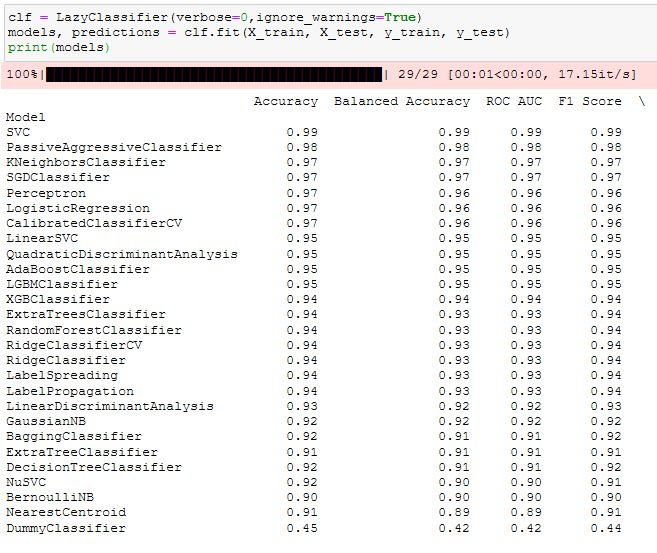 clf = LazyClassifier(verbose=0,ignore_warnings=True)
models, predictions = clf.fit(X_train, X_test, y_train, y_test)
print(models)
100%|██████████████████████████████████████████| 29/29 [00:01<00:00, 17.15it/s]
Accuracy Balanced Accuracy ROC AUC F1 Score \
Model
SVC 0.99 0.99 0.99 0.99
PassiveAggressiveClassifier 0.98 0.98 0.98 0.98
KNeighborsClassifier 0.97 0.97 0.97 0.97
SGDClassifier 0.97 0.97 0.97 0.97
Perceptron 0.97 0.96 0.96 0.96
LogisticRegression 0.97 0.96 0.96 0.96
CalibratedClassifierCV 0.97 0.96 0.96 0.96
LinearSVC 0.95 0.95 0.95 0.95
QuadraticDiscriminantAnalysis 0.95 0.95 0.95 0.95
AdaBoostClassifier 0.95 0.95 0.95 0.95
LGBMClassifier 0.95 0.95 0.95 0.95
XGBClassifier 0.94 0.94 0.94 0.94
ExtraTreesClassifier 0.94 0.93 0.93 0.94
RandomForestClassifier 0.94 0.93 0.93 0.94
RidgeClassifierCV 0.94 0.93 0.93 0.94
RidgeClassifier 0.94 0.93 0.93 0.94
LabelSpreading 0.94 0.93 0.93 0.94
LabelPropagation 0.94 0.93 0.93 0.94
LinearDiscriminantAnalysis 0.93 0.92 0.92 0.93
GaussianNB 0.92 0.92 0.92 0.92
BaggingClassifier 0.92 0.91 0.91 0.92
ExtraTreeClassifier 0.91 0.91 0.91 0.91
DecisionTreeClassifier 0.92 0.91 0.91 0.92
NuSVC 0.92 0.90 0.90 0.91
BernoulliNB 0.90 0.90 0.90 0.90
NearestCentroid 0.91 0.89 0.89 0.91
DummyClassifier 0.45 0.42 0.42 0.44